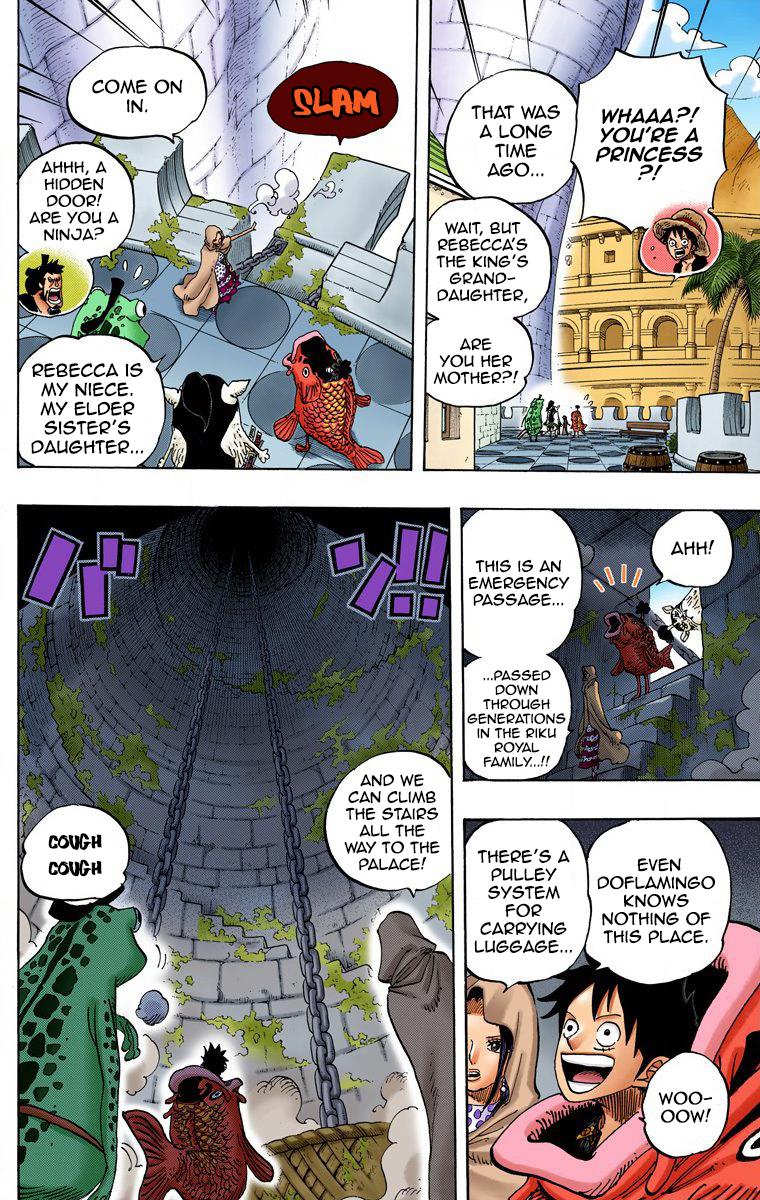 WHAAA?!
YOU'RE A
PRINCESS
?!
THAT WAS
A LONG
TIME
AGO...
WAIT, BUT
REBECCA'S
THE KING'S
GRAND-
DAUGHTER,
ARE
YOU HER
MOTHER?!
SLAM
COME ON
IN.
AHHH, A
HIDDEN
DOOR!
ARE YOU A
NINJA?
REBECCA IS
MY NIECE.
MY ELDER
SISTER'S
DAUGHTER...
AHH!
THIS IS AN
EMERGENCY
PASSAGE...
...PASSED
DOWN
THROUGH
GENERATIONS
IN THE RIKU
ROYAL
FAMILY...!!
EVEN
DOFLAMINGO
KNOWS
NOTHING OF
THIS PLACE.
THERE'S A
PULLEY
SYSTEM
FOR
CARRYING
LUGGAGE...
WOO-
OOW!
バン!!
AND WE
CAN CLIMB
THE STAIRS
ALL THE
WAY TO THE
PALACE!
COUGH
COUGH